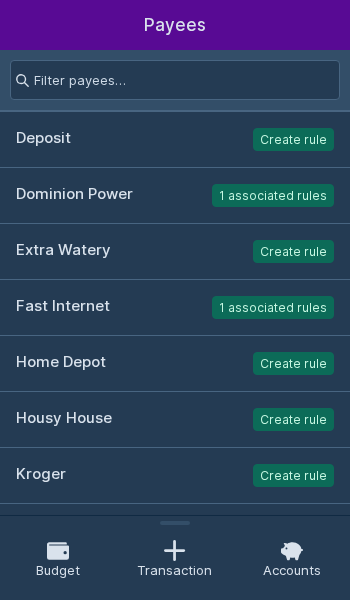 Payees
Filter payees...
Deposit
Create rule
Dominion Power
1 associated rules
Extra Watery
Create rule
Fast Internet
1 associated rules
Home Depot
Create rule
Housy House
Create rule
Kroger
Create rule
Budget
Transaction
Accounts